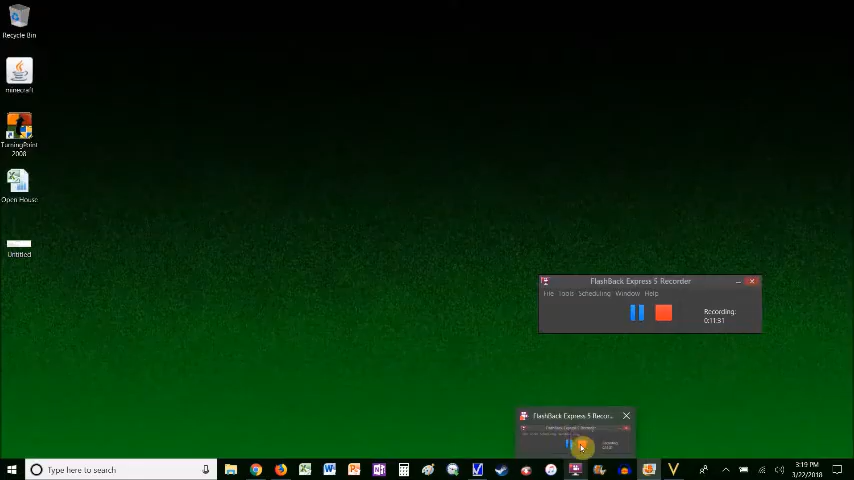 Recycle Bin
minecraft
TurningPoint
2008
Open House
Untitled
FlashBack Express 5 Recorder
File Tools Scheduling Window Help
Recording:
0:11.31
FlashBack Express 5 Recor...
Type here to search
3:19 PM
3/22/2018